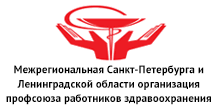 Межрегиональная Санкт-Петербурга и
Ленинградской области организация
профсоюза работников здравоохранения